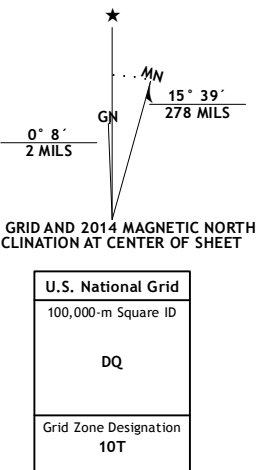 MN
15° 39´
278 MILS
GN
0° 8´
2 MILS
GRID AND 2014 MAGNETIC NORTH
CLINATION AT CENTER OF SHEET
U.S. National Grid
100,000-m Square ID
DQ
Grid Zone Designation
10T